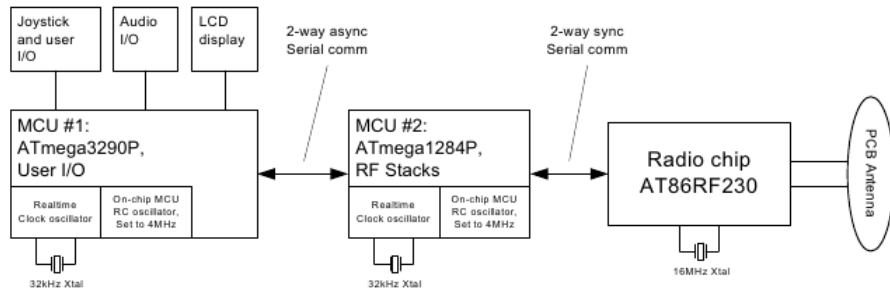 Joystick
and user
I/O
Audio
I/O
LCD
display
2-way async
Serial comm
2-way sync
Serial comm
MCU #1:
ATmega3290P,
User I/O
Realtime
Clock oscillator
On-chip MCU
RC oscillator,
Set to 4MHz
32kHz Xtal
MCU #2:
ATmega1284P,
RF Stacks
Realtime
Clock oscillator
On-chip MCU
RC oscillator,
Set to 4MHz
32kHz Xtal
Radio chip
AT86RF230
16MHz Xtal
PCB Antenna